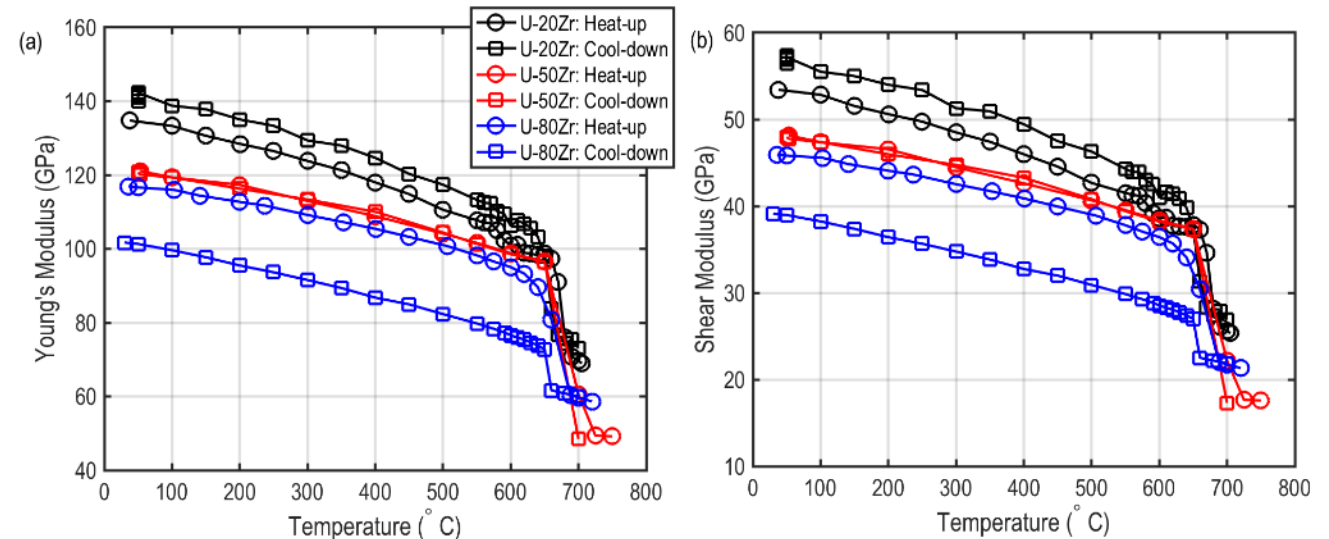 (a)
160
140
120
100
80
60
40
0 100 200 300 400 500 600 700 800
Young's Modulus (GPa)
Temperature (° C)
U-20Zr: Heat-up
U-20Zr: Cool-down
U-50Zr: Heat-up
U-50Zr: Cool-down
U-80Zr: Heat-up
U-80Zr: Cool-down
(b)
60
50
40
30
20
10
0 100 200 300 400 500 600 700 800
Shear Modulus (GPa)
Temperature (° C)